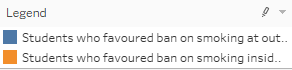 Legend
Students who favoured ban on smoking at out..
Students who favoured ban on smoking insid..